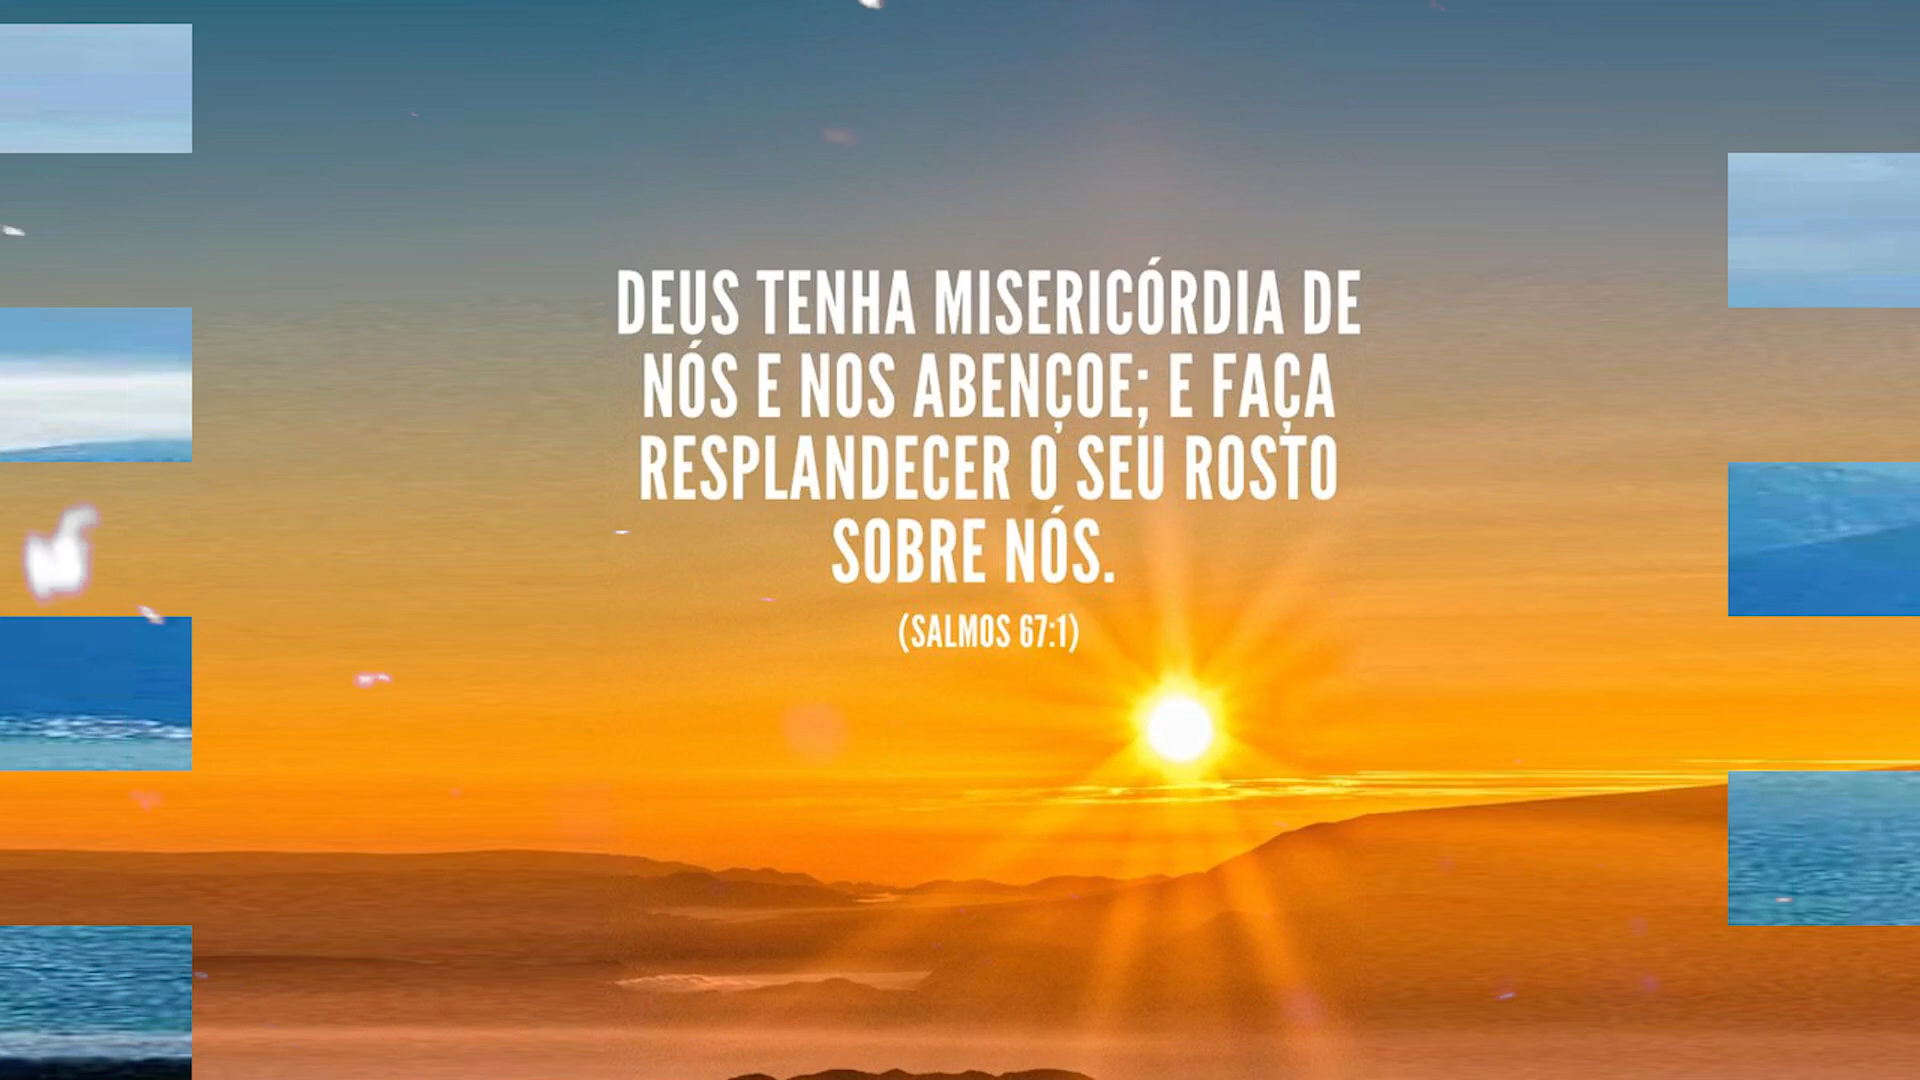 DEUS TENHA MISERICÓRDIA DE
NÓS E NOS ABENÇOE; E FAÇA
RESPLANDECER O SEU ROSTO
SOBRE NÓS.
(SALMOS 67:1)